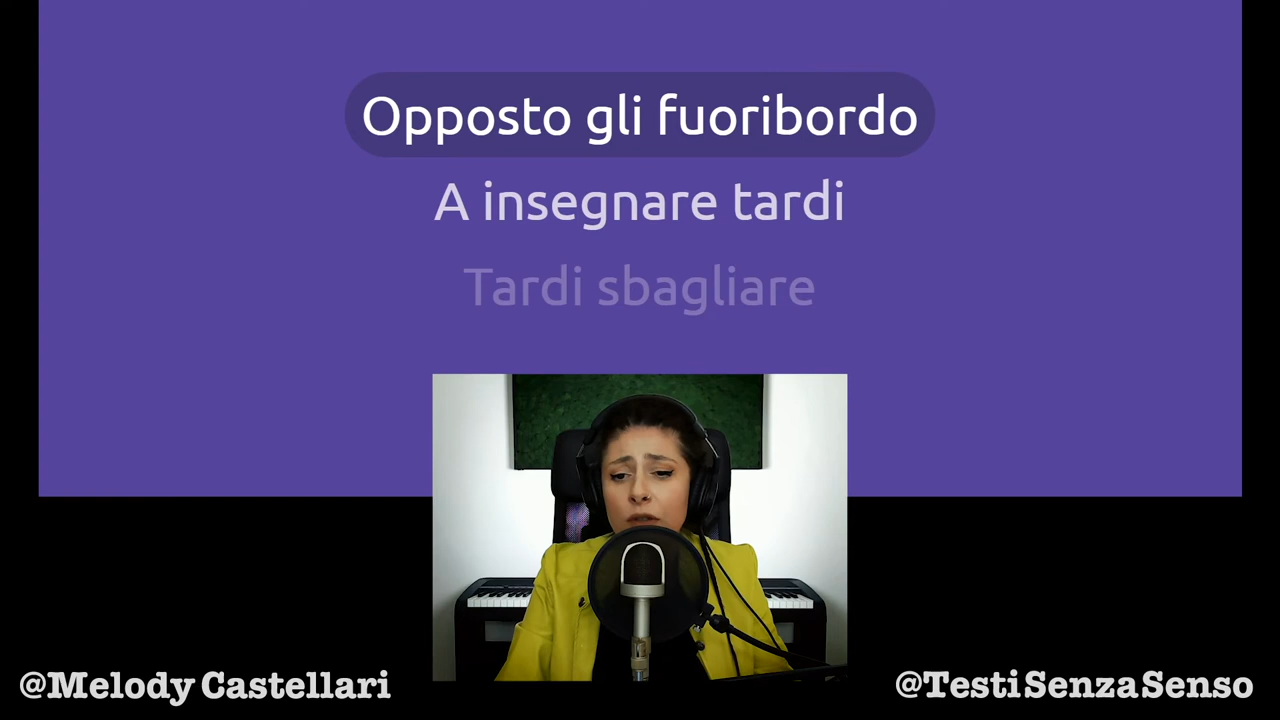 Opposto gli fuoribordo
A insegnare tardi
Tardi sbagliare
@Melody Castellari
@TestiSenzaSenso